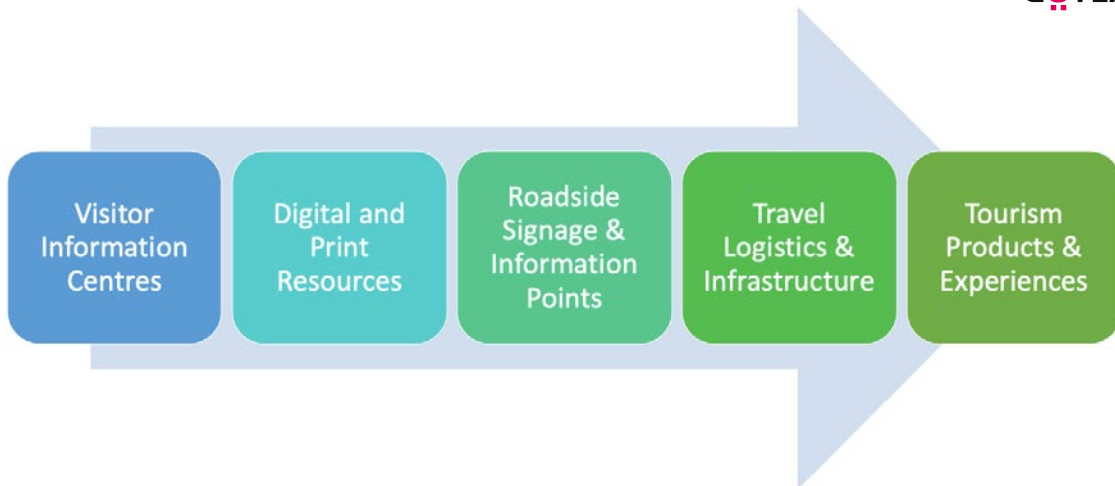 Visitor
Information
Centres
Digital and
Print
Resources
Roadside
Signage &
Information
Points
Travel
Logistics &
Infrastructure
Tourism
Products &
Experiences